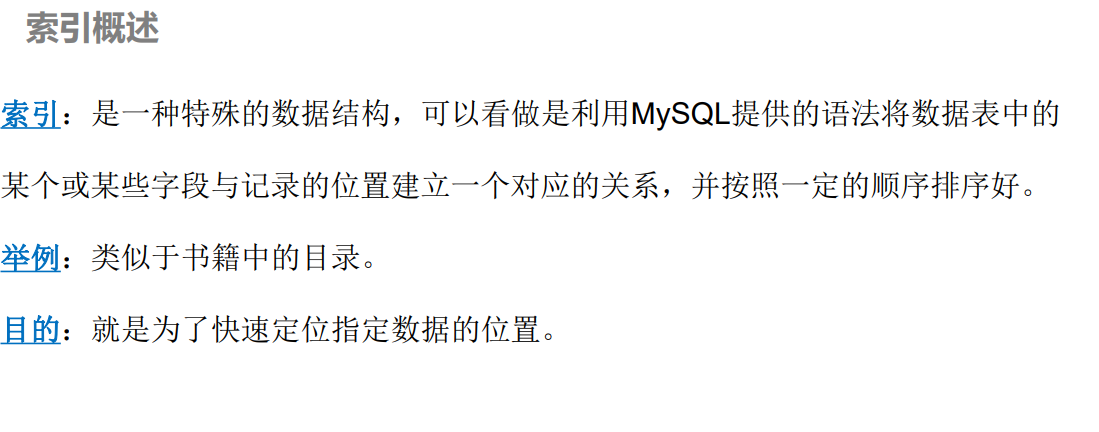 索引概述
索引：是一种特殊的数据结构，可以看做是利用MySQL提供的语法将数据表中的
某个或某些字段与记录的位置建立一个对应的关系，并按照一定的顺序排序好。
举例：类似于书籍中的目录。
目的：就是为了快速定位指定数据的位置。